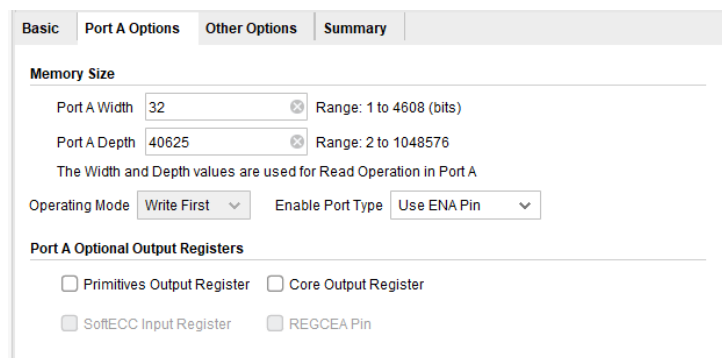 Basic Port A Options Other Options Summary
Memory Size
Port A Width 32 Range: 1 to 4608 (bits)
Port A Depth 40625 Range: 2 to 1048576
The Width and Depth values are used for Read Operation in Port A
Operating Mode Write First Enable Port Type Use ENA Pin
Port A Optional Output Registers
Primitives Output Register Core Output Register
SoftECC Input Register REGCEA Pin